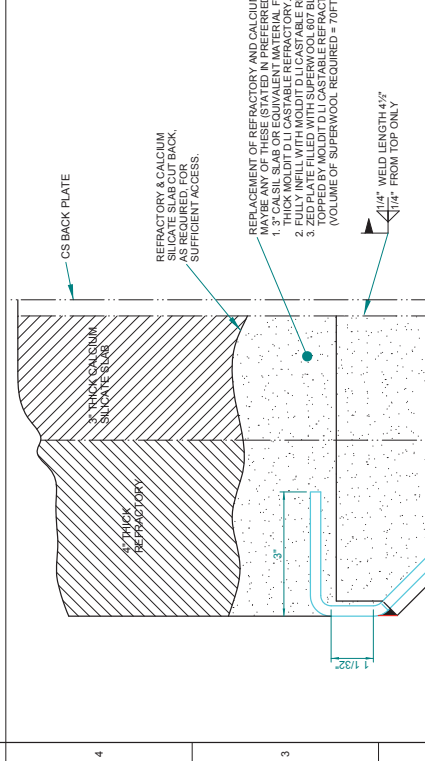 CS BACK PLATE
REFRACTORY & CALCIUM
SILICATE SLAB CUT BACK,
AS REQUIRED, FOR
SUFFICIENT ACCESS.
3" THICK CALCIUM
SILICATE SLAB
4" THICK
REFRACTORY
REPLACEMENT OF REFRACTORY AND CALCIUM
MAYBE ANY OF THESE (STATED IN PREFERRED
1. 3" CALSIL SLAB OR EQUIVALENT MATERIAL F
THICK MOLDIT D LI CASTABLE REFRACTORY.
2. FULLY INFILL WITH MOLDIT D LI CASTABLE RE
3. ZED PLATE FILLED WITH SUPERWOOL 607 BL
TOPPED BY MOLDIT D LI CASTABLE REFRACT
(VOLUME OF SUPERWOOL REQUIRED = 70FT
1/4" WELD LENGTH 4½"
1/4" FROM TOP ONLY
3"
1 1/32"
4
3